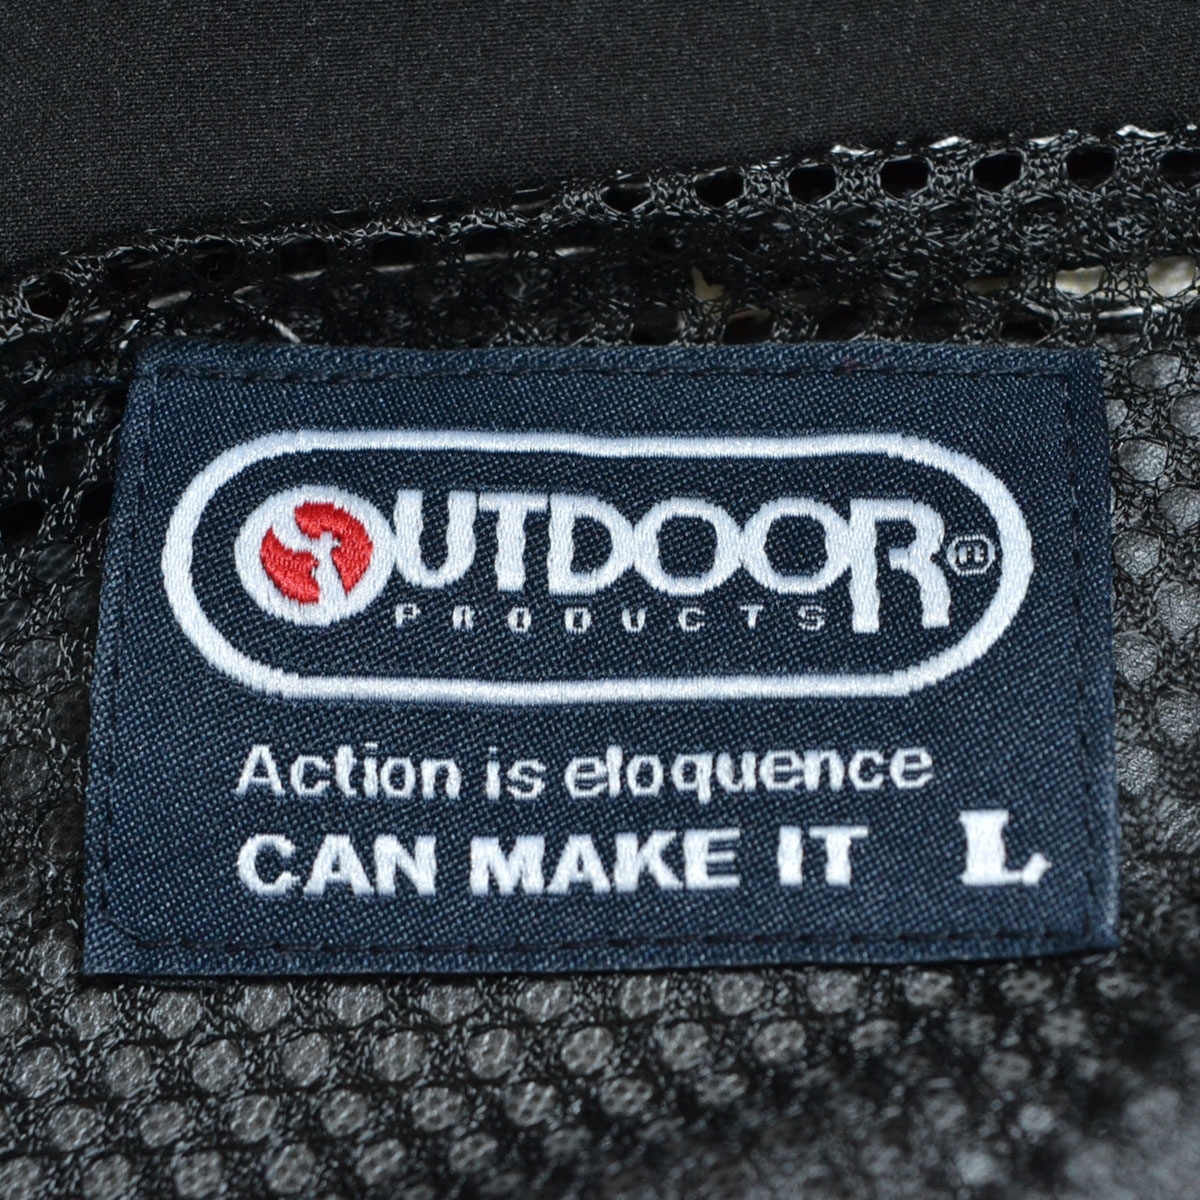 OUTDOOR®
PRODUCTS
Action is eloquence
CAN MAKE IT L